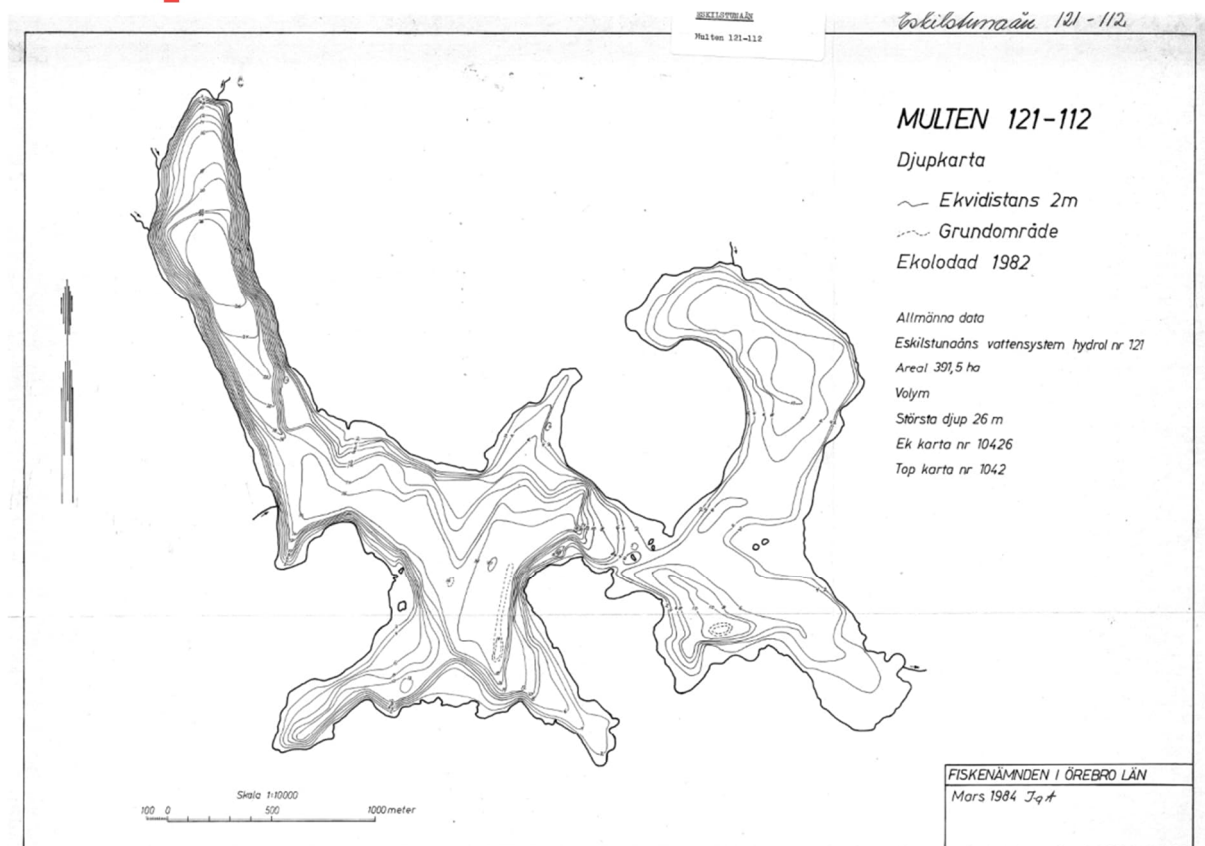 ESKILSTUNAÅN
Multen 121-112
Eskilstunaån 121-112
MULTEN 121-112
Djupkarta
Ekvidistans 2m
Grundområde
Ekolodad 1982
Allmänna data
Eskilstunaåns vattensystem hydrol nr 121
Areal 391,5 ha
Volym
Största djup 26 m
Ek karta nr 10426
Top karta nr 1042
Skala 1:10000
100 0 500 1000 meter
FISKENÄMNDEN I ÖREBRO LÄN
Mars 1984